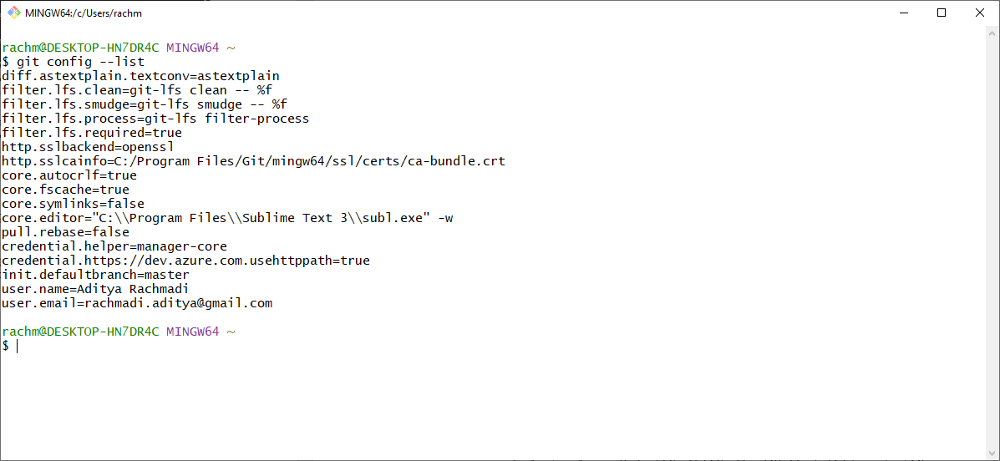 MINGW64:/c/Users/rachm
rachm@DESKTOP-HN7DR4C MINGW64 ~
$ git config --list
diff.astextplain.textconv=astextplain
filter.lfs.clean=git-lfs clean -- %f
filter.lfs.smudge=git-lfs smudge -- %f
filter.lfs.process=git-lfs filter-process
filter.lfs.required=true
http.sslbackend=openssl
http.sslcainfo=C:/Program Files/Git/mingw64/ssl/certs/ca-bundle.crt
core.autocrlf=true
core.fscache=true
core.symlinks=false
core.editor="C:\\Program Files\\Sublime Text 3\\subl.exe" -w
pull.rebase=false
credential.helper=manager-core
credential.https://dev.azure.com.usehttppath=true
init.defaultbranch=master
user.name=Aditya Rachmadi
user.email=rachmadi.aditya@gmail.com
rachm@DESKTOP-HN7DR4C MINGW64 ~
$